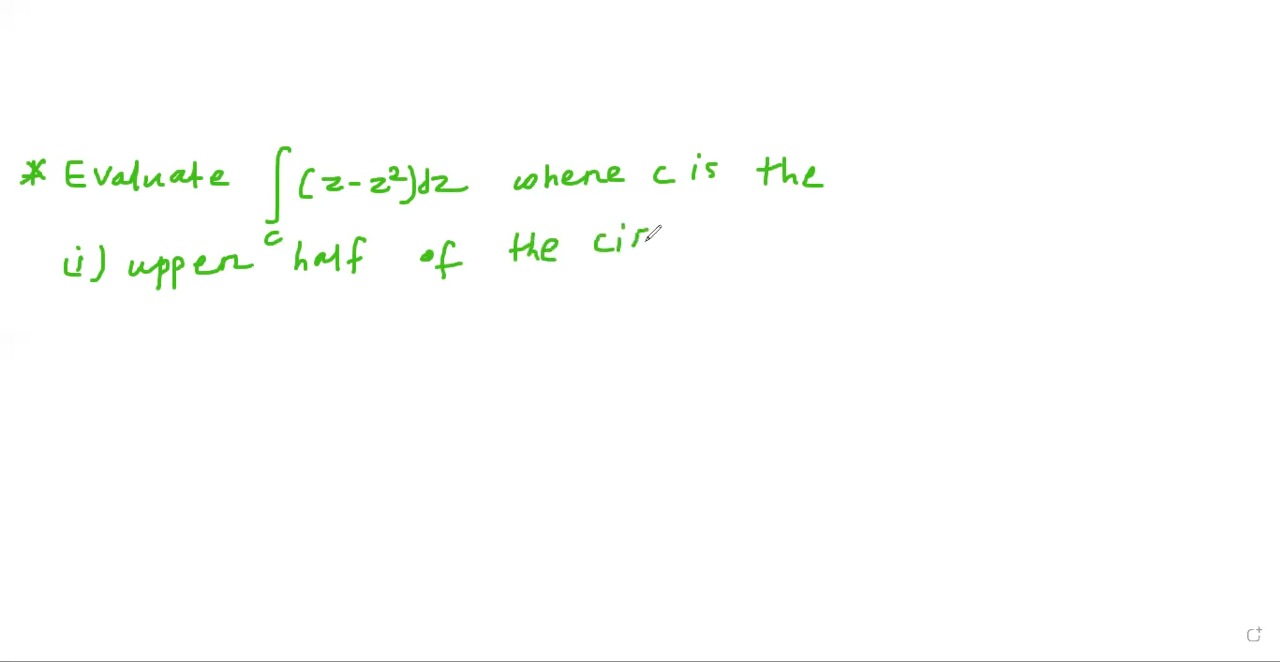 * Evaluate ∫_c (z-z²)dz where c is the
(i) upper half of the cir